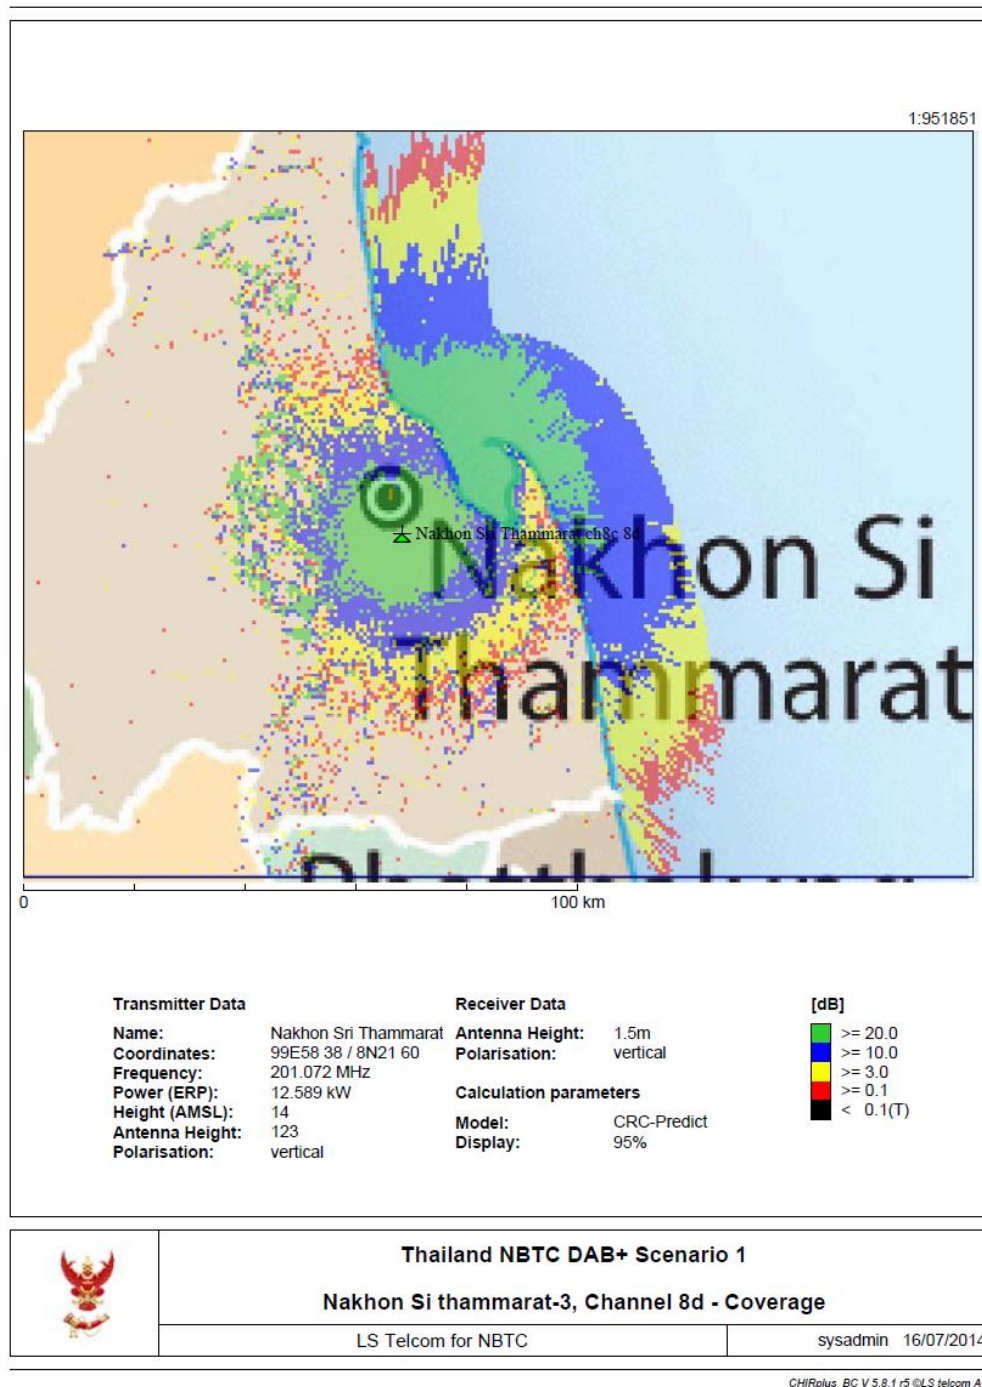 1:951851
Nakhon Sri Thammarat ch8c 8d
Nakhon Si
Thammarat
0
100 km
Transmitter Data
Name: Nakhon Sri Thammarat
Coordinates: 99E58 38 / 8N21 60
Frequency: 201.072 MHz
Power (ERP): 12.589 kW
Height (AMSL): 14
Antenna Height: 123
Polarisation: vertical
Receiver Data
Antenna Height: 1.5m
Polarisation: vertical
Calculation parameters
Model: CRC-Predict
Display: 95%
[dB]
>= 20.0
>= 10.0
>= 3.0
>= 0.1
< 0.1(T)
Thailand NBTC DAB+ Scenario 1
Nakhon Si thammarat-3, Channel 8d - Coverage
LS Telcom for NBTC
sysadmin 16/07/2014
CHIRplus_BC V 5.8.1 r5 ©LS telcom A